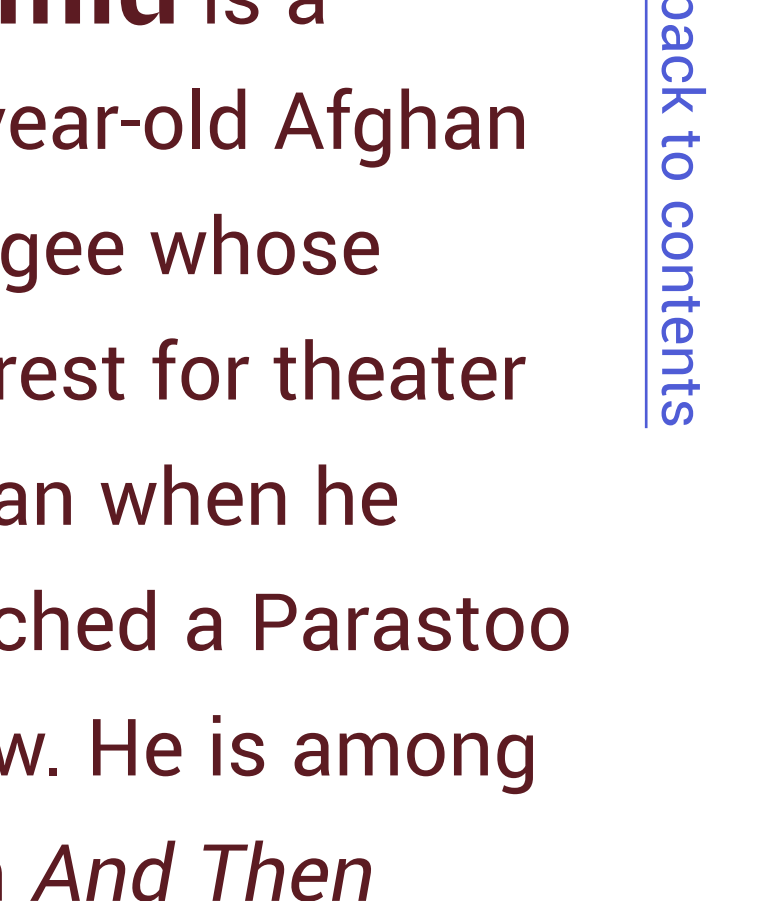 is a
year-old Afghan
gee whose
rest for theater
an when he
ched a Parastoo
w. He is among
And Then
back to contents